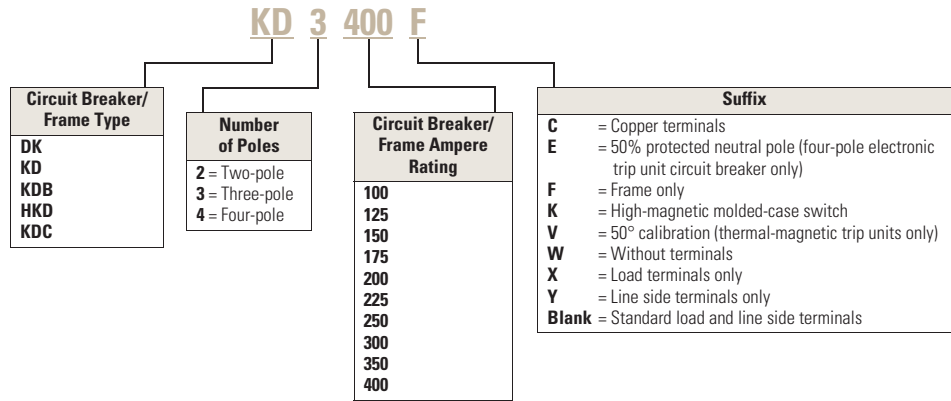 KD 3 400 F
Circuit Breaker/
Frame Type
DK
KD
KDB
HKD
KDC
Number
of Poles
2 = Two-pole
3 = Three-pole
4 = Four-pole
Circuit Breaker/
Frame Ampere
Rating
100
125
150
175
200
225
250
300
350
400
Suffix
C = Copper terminals
E = 50% protected neutral pole (four-pole electronic
trip unit circuit breaker only)
F = Frame only
K = High-magnetic molded-case switch
V = 50° calibration (thermal-magnetic trip units only)
W = Without terminals
X = Load terminals only
Y = Line side terminals only
Blank = Standard load and line side terminals